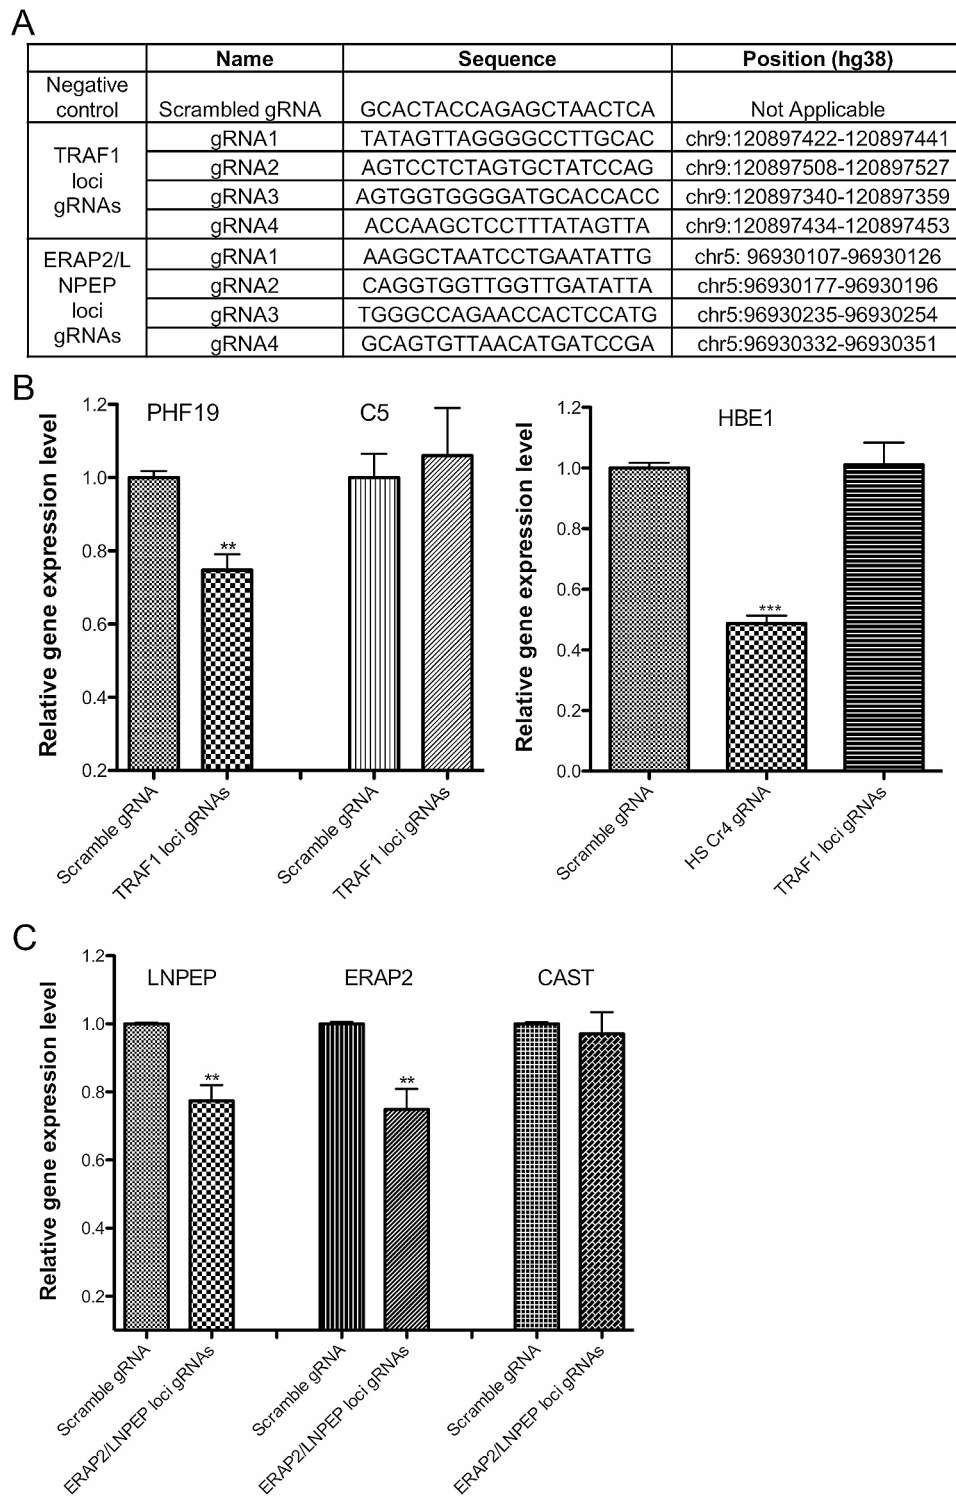 A
Name Sequence Position (hg38)
Negative control Scrambled gRNA GCACTACCAGAGCTAACTCA Not Applicable
TRAF1 loci gRNAs
gRNA1 TATAGTTAGGGGCCTTGCAC chr9:120897422-120897441
gRNA2 AGTCCTCTAGTGCTATCCAG chr9:120897508-120897527
gRNA3 AGTGGTGGGGATGCACCACC chr9:120897340-120897359
gRNA4 ACCAAGCTCCTTTATAGTTA chr9:120897434-120897453
ERAP2/L
NPEP
loci
gRNAs
gRNA1 AAGGCTAATCCTGAATATTG chr5: 96930107-96930126
gRNA2 CAGGTGGTTGGTTGATATTA chr5:96930177-96930196
gRNA3 TGGGCCAGAACCACTCCATG chr5:96930235-96930254
gRNA4 GCAGTGTTAACATGATCCGA chr5:96930332-96930351
B
Relative gene expression level
1.2
1.0
0.8
0.6
0.4
0.2
PHF19 C5
**
Scramble gRNA
TRAF1 loci gRNAs
Scramble gRNA
TRAF1 loci gRNAs
Relative gene expression level
1.2
1.0
0.8
0.6
0.4
0.2
0.0
HBE1
***
Scramble gRNA
HS Cr4 gRNA
TRAF1 loci gRNAs
C
Relative gene expression level
1.2
1.0
0.8
0.6
0.4
0.2
LNPEP ERAP2 CAST
** **
Scramble gRNA
ERAP2/LNPEP loci gRNAs
Scramble gRNA
ERAP2/LNPEP loci gRNAs
Scramble gRNA
ERAP2/LNPEP loci gRNAs